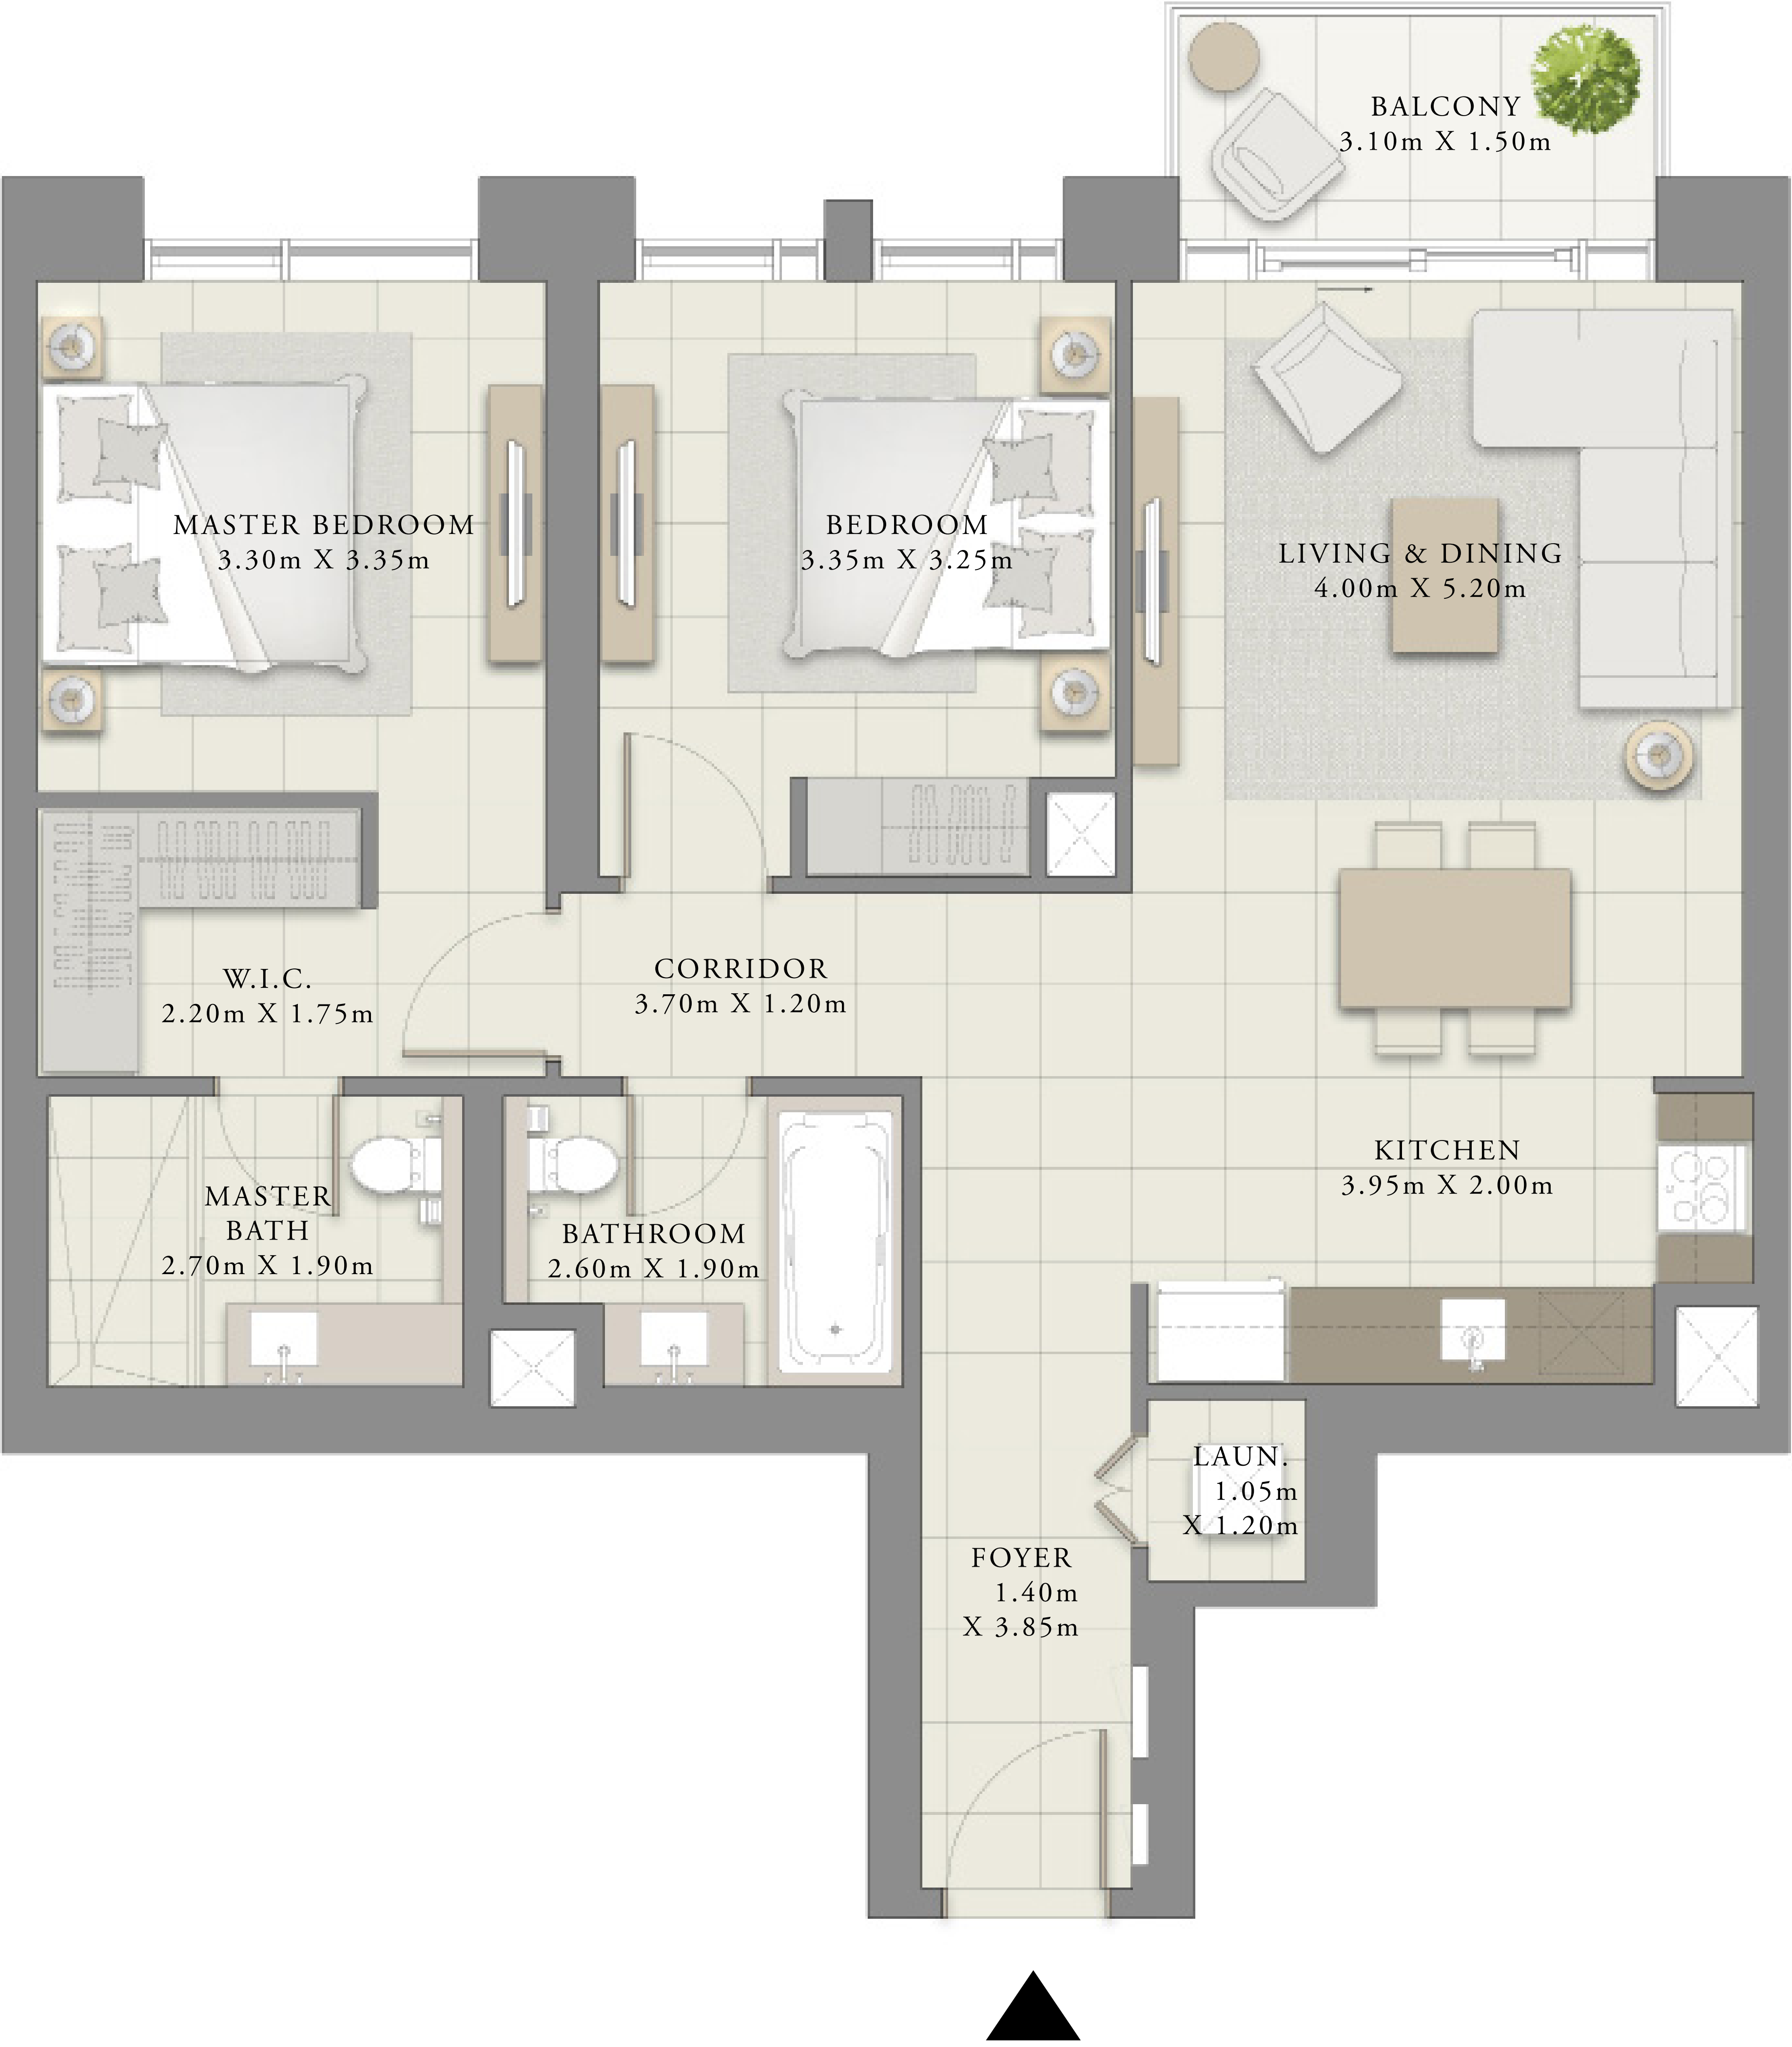 BALCONY
3.10m X 1.50m
MASTER BEDROOM
3.30m X 3.35m
BEDROOM
3.35m X 3.25m
LIVING & DINING
4.00m X 5.20m
W.I.C.
2.20m X 1.75m
CORRIDOR
3.70m X 1.20m
KITCHEN
3.95m X 2.00m
MASTER
BATH
2.70m X 1.90m
BATHROOM
2.60m X 1.90m
LAUN.
1.05m
X 1.20m
FOYER
1.40m
X 3.85m